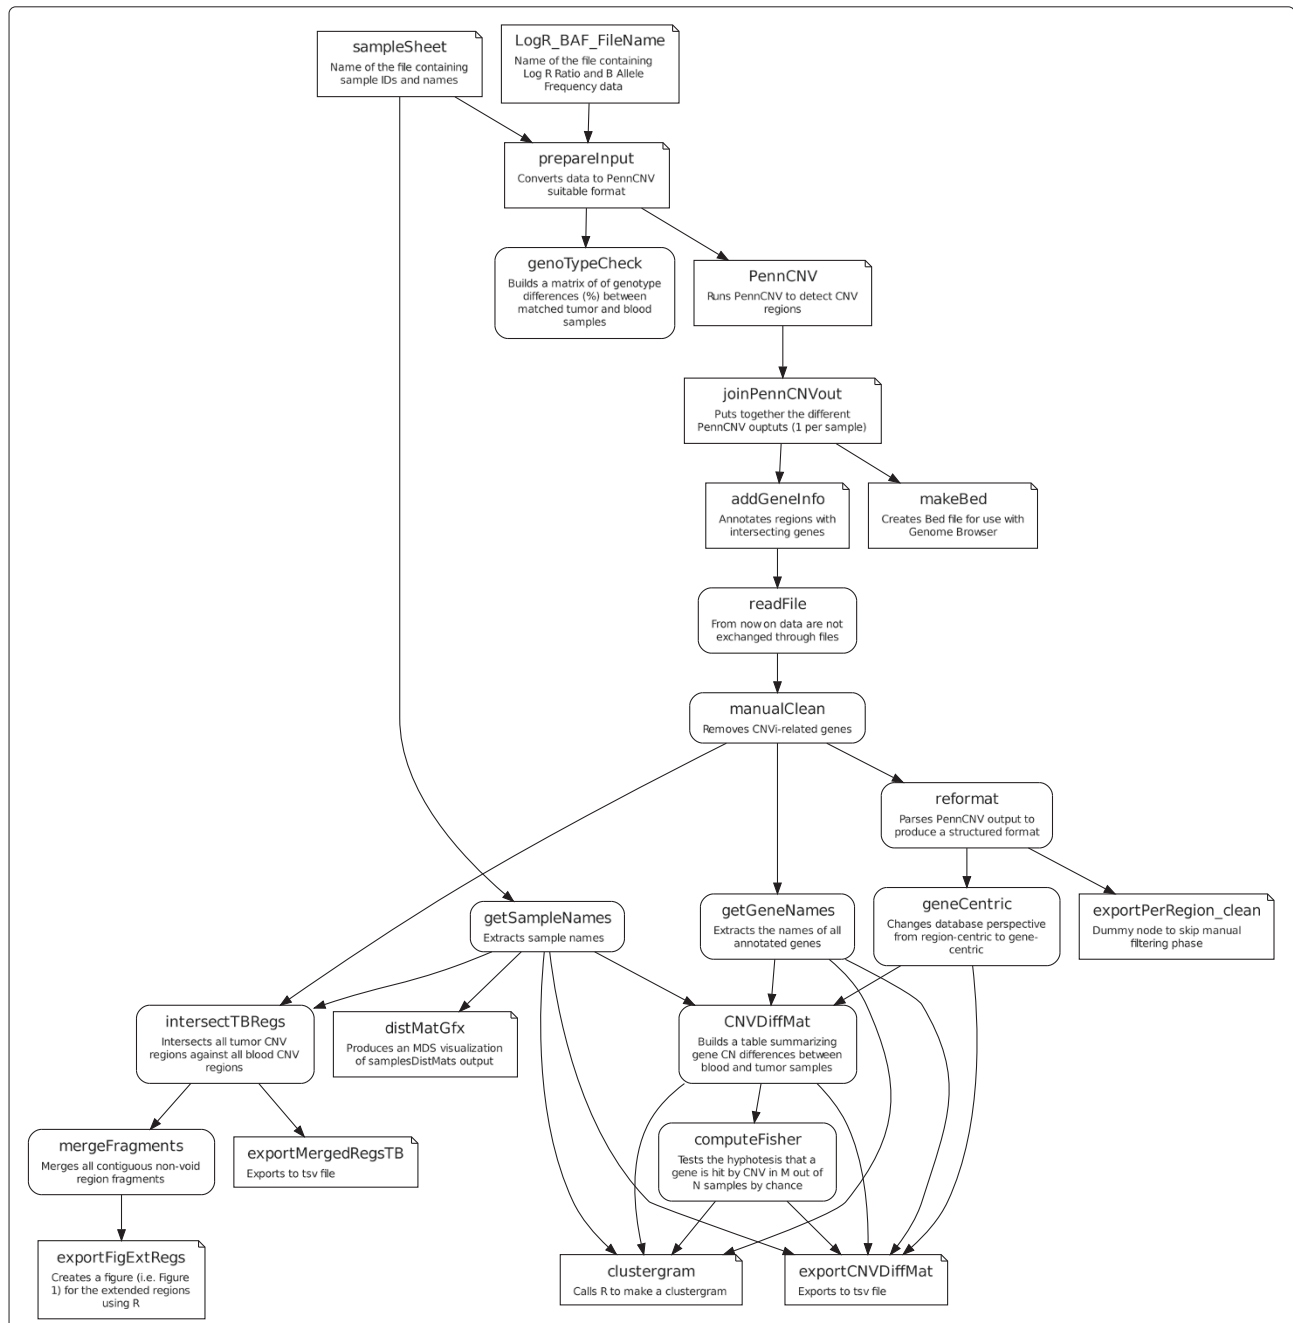 sampleSheet
Name of the file containing
sample IDs and names
LogR_BAF_FileName
Name of the file containing
Log R Ratio and B Allele
Frequency data
prepareInput
Converts data to PennCNV
suitable format
genoTypeCheck
Builds a matrix of of genotype
differences (%) between
matched tumor and blood
samples
PennCNV
Runs PennCNV to detect CNV
regions
joinPennCNVout
Puts together the different
PennCNV ouptuts (1 per sample)
addGeneInfo
Annotates regions with
intersecting genes
makeBed
Creates Bed file for use with
Genome Browser
readFile
From now on data are not
exchanged through files
manualClean
Removes CNVi-related genes
reformat
Parses PennCNV output to
produce a structured format
getSampleNames
Extracts sample names
getGeneNames
Extracts the names of all
annotated genes
geneCentric
Changes database perspective
from region-centric to gene-
centric
exportPerRegion_clean
Dummy node to skip manual
filtering phase
intersectTBRegs
Intersects all tumor CNV
regions against all blood CNV
regions
distMatGfx
Produces an MDS visualization
of samplesDistMats output
CNVDiffMat
Builds a table summarizing
gene CN differences between
blood and tumor samples
mergeFragments
Merges all contiguous non-void
region fragments
exportMergedRegsTB
Exports to tsv file
computeFisher
Tests the hyphotesis that a
gene is hit by CNV in M out of
N samples by chance
exportFigExtRegs
Creates a figure (i.e. Figure
1) for the extended regions
using R
clustergram
Calls R to make a clustergram
exportCNVDiffMat
Exports to tsv file